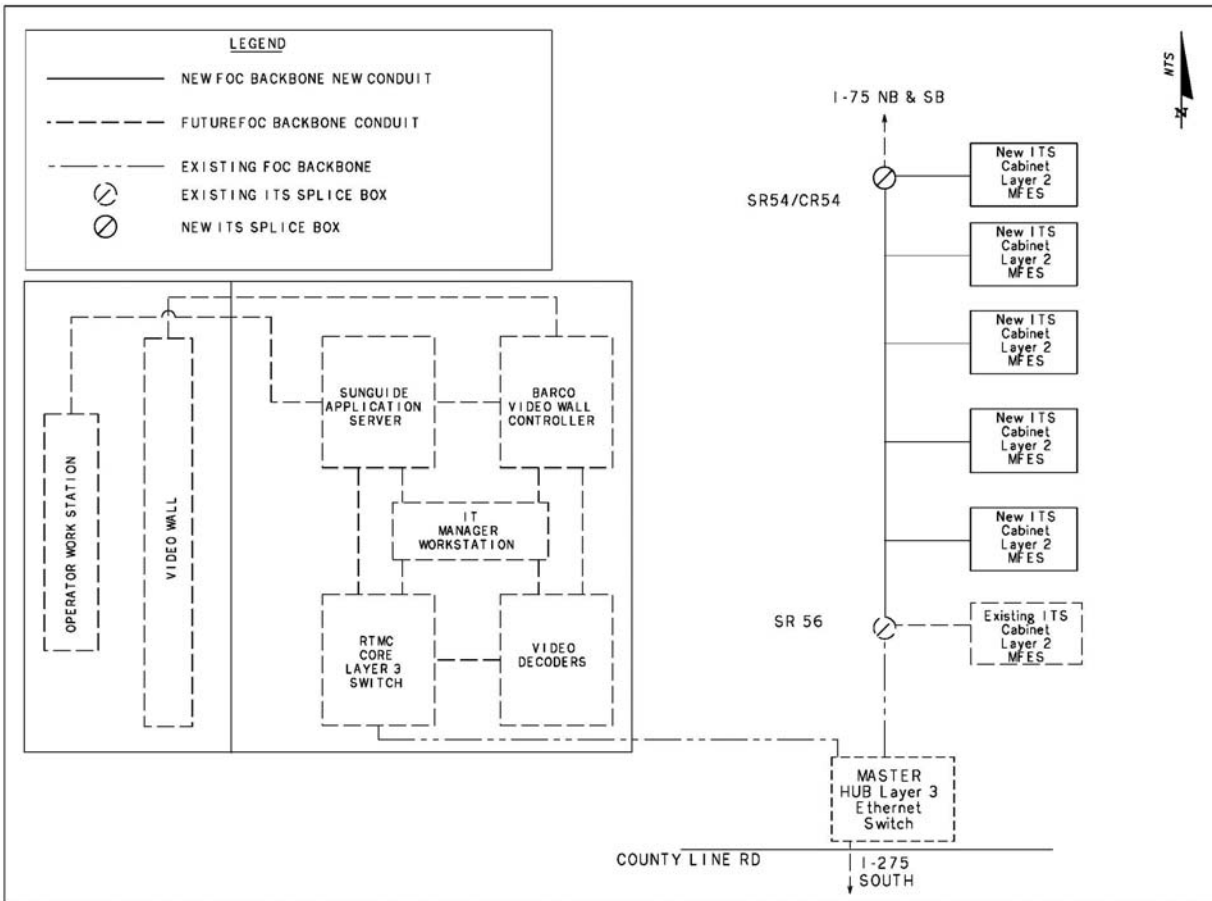 LEGEND
NEW FOC BACKBONE NEW CONDUIT
FUTUREFOC BACKBONE CONDUIT
EXISTING FOC BACKBONE
EXISTING ITS SPLICE BOX
NEW ITS SPLICE BOX
NTS
N
I-75 NB & SB
SR54/CR54
New ITS
Cabinet
Layer 2
MFES
New ITS
Cabinet
Layer 2
MFES
New ITS
Cabinet
Layer 2
MFES
New ITS
Cabinet
Layer 2
MFES
New ITS
Cabinet
Layer 2
MFES
SR 56
Existing ITS
Cabinet
Layer 2
MFES
OPERATOR WORK STATION
VIDEO WALL
SUNGUIDE
APPLICATION
SERVER
BARCO
VIDEO WALL
CONTROLLER
IT
MANAGER
WORKSTATION
RTMC
CORE
LAYER 3
SWITCH
VIDEO
DECODERS
MASTER
HUB Layer 3
Ethernet
Switch
COUNTY LINE RD
I-275
SOUTH